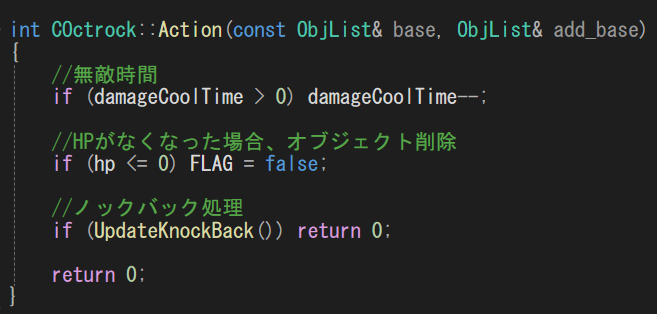 int COctrock::Action(const ObjList& base, ObjList& add_base)
{
//無敵時間
if (damageCoolTime > 0) damageCoolTime--;
//HPがなくなった場合、オブジェクト削除
if (hp <= 0) FLAG = false;
//ノックバック処理
if (UpdateKnockBack()) return 0;
return 0;
}